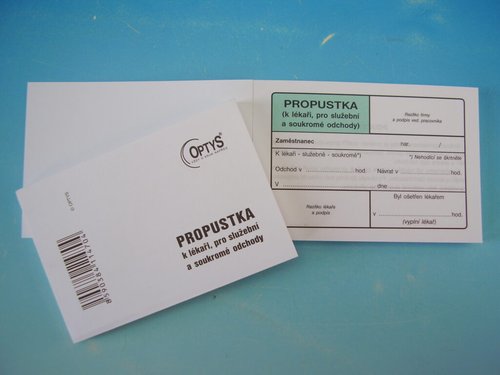 OPTYS®
© OPTYS
PROPUSTKA
k lékaři, pro služební
a soukromé odchody
PROPUSTKA
(k lékaři, pro služební
a soukromé odchody)
Razítko firmy
a podpis ved. pracovníka
Zaměstnanec
nar. /
K lékaři - služebně - soukromě*)
*) Nehodící se škrtněte
Odchod v hod.
Návrat v hod.
V dne
Razítko lékaře
a podpis
Byl ošetřen lékařem
v hod.
(vyplní lékař)